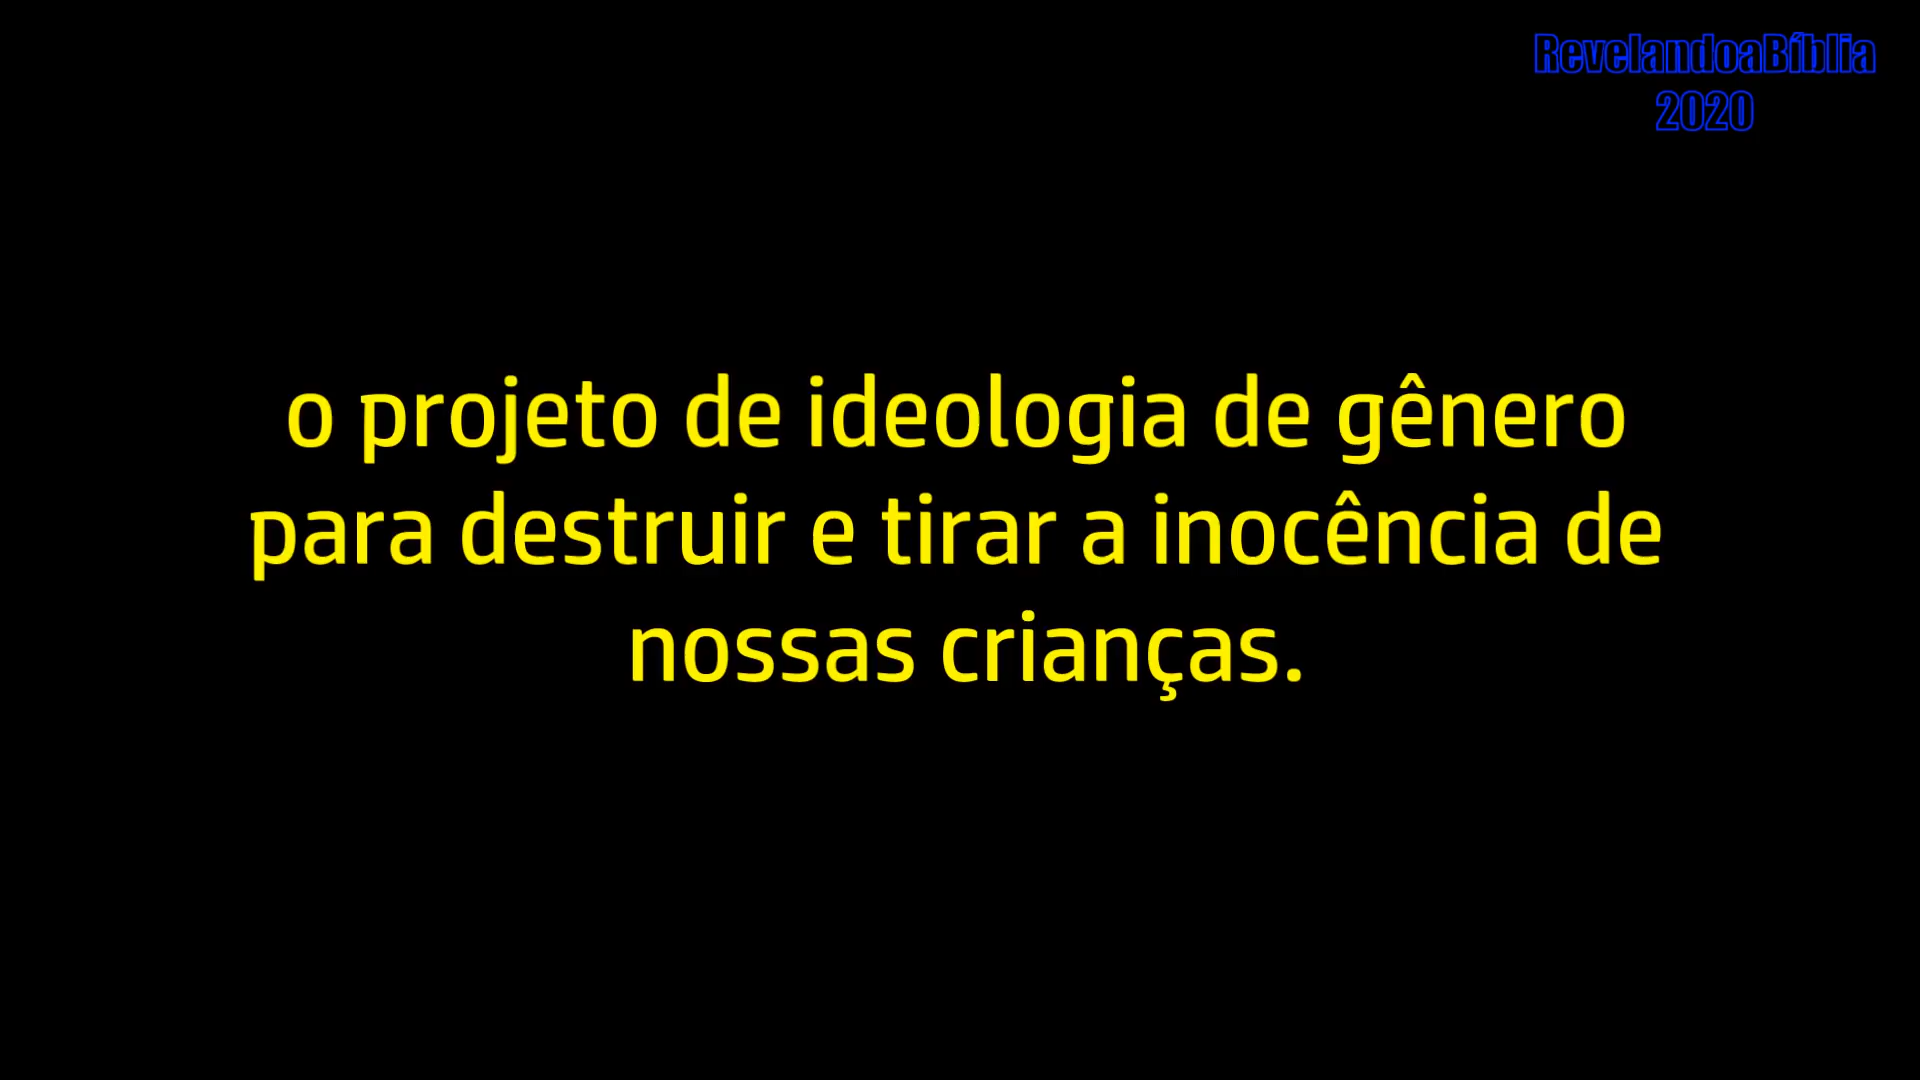 RevelandoaBíblia
2020
o projeto de ideologia de gênero
para destruir e tirar a inocência de
nossas crianças.